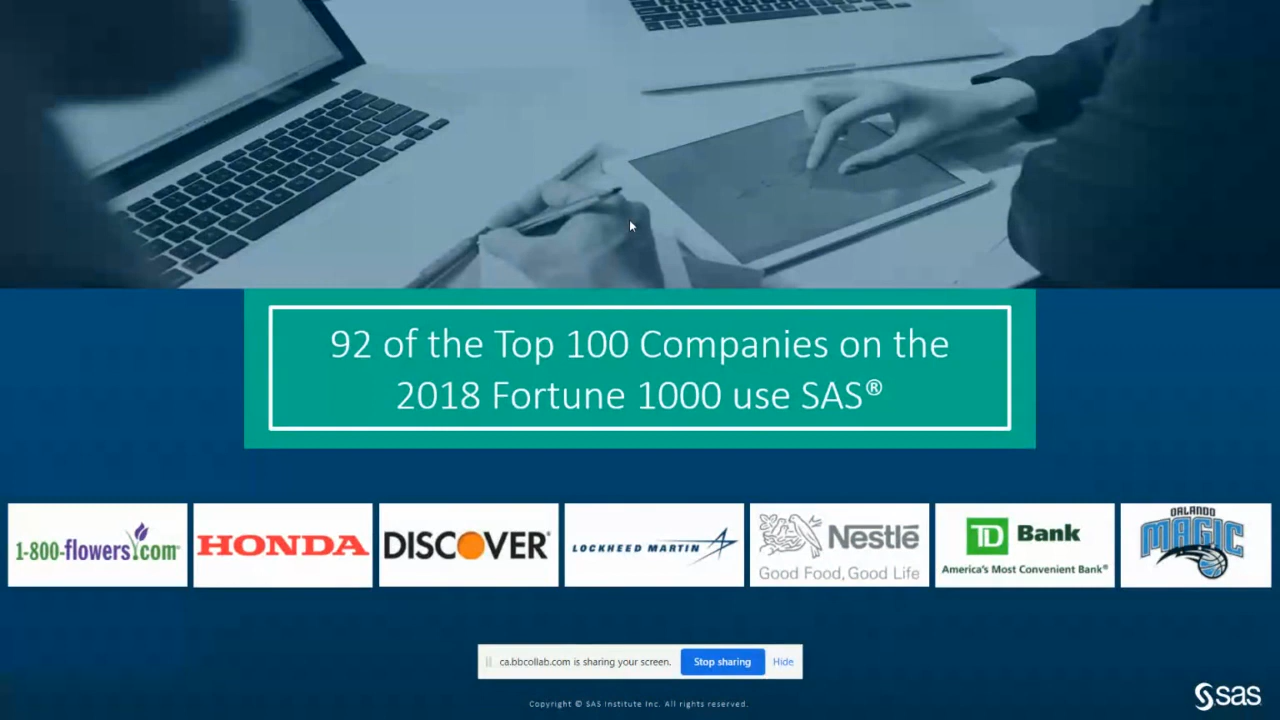 92 of the Top 100 Companies on the
2018 Fortune 1000 use SAS®
1-800-flowers.com®
HONDA
DISCOVER®
LOCKHEED MARTIN
Nestlé
Good Food, Good Life
TD Bank
America's Most Convenient Bank®
ORLANDO
MAGIC
ca.bbcollab.com is sharing your screen.
Stop sharing
Hide
Copyright © SAS Institute Inc. All rights reserved.
sas